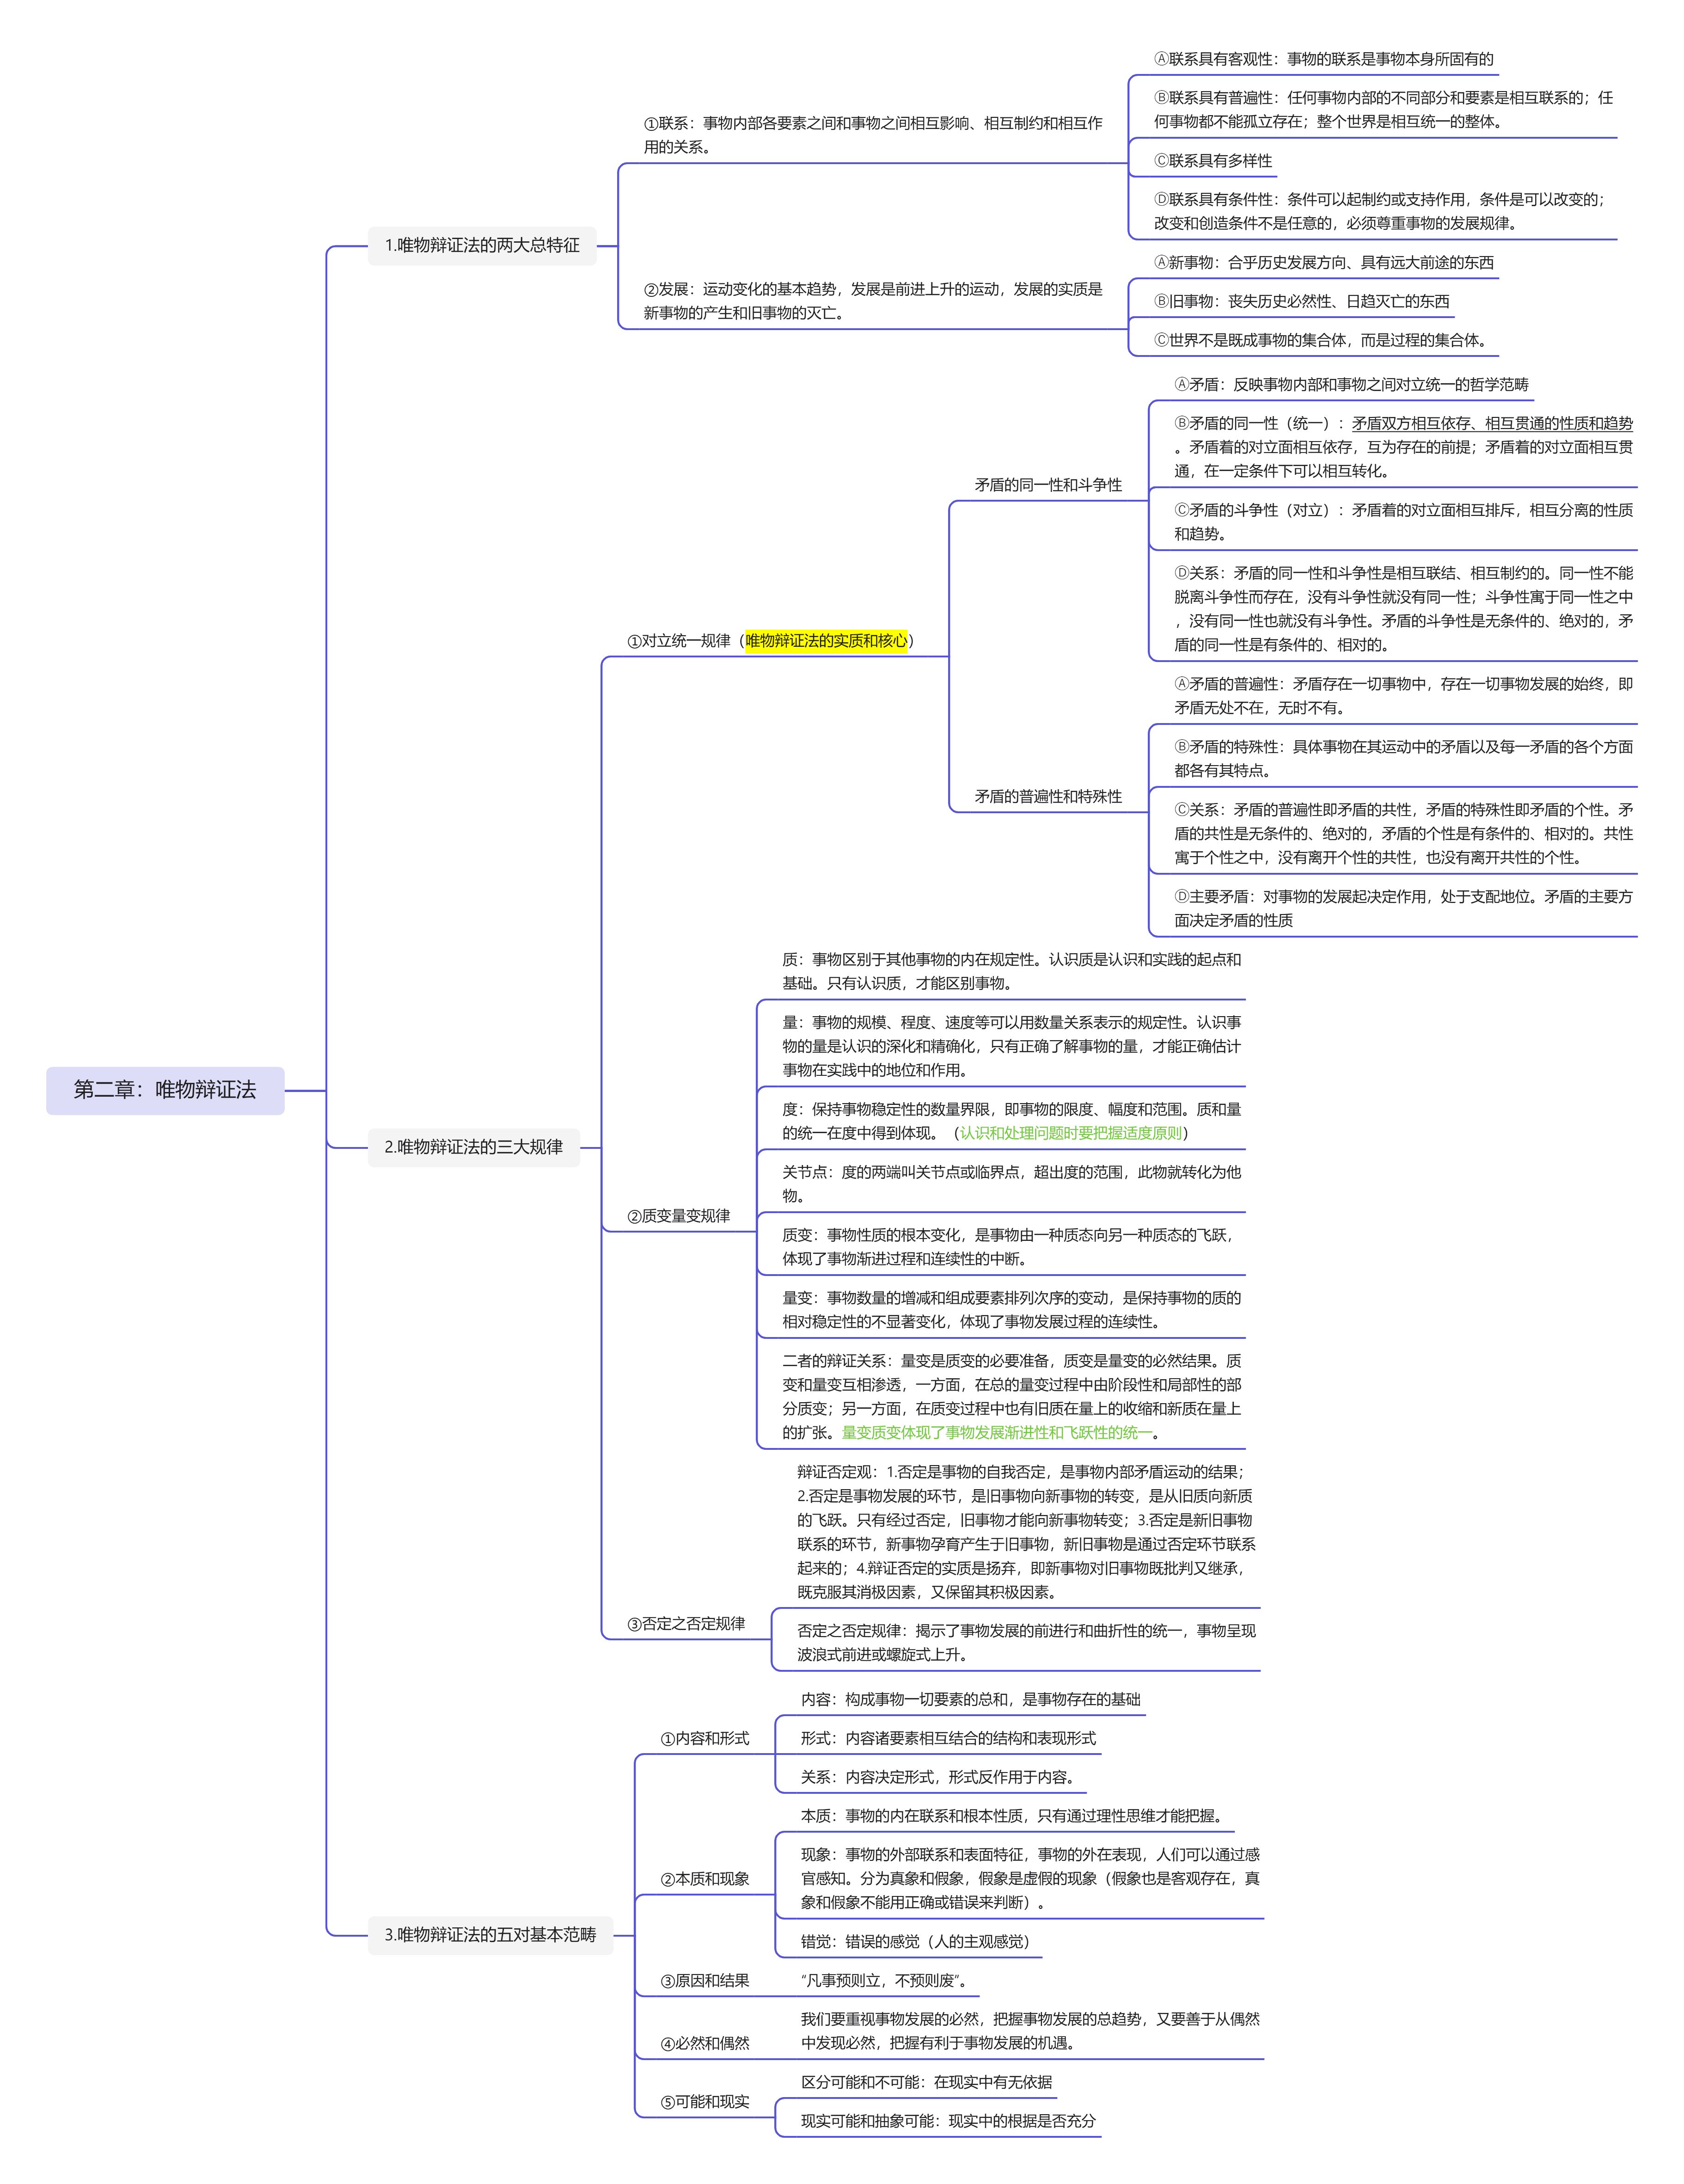 第二章：唯物辩证法
1.唯物辩证法的两大总特征
①联系：事物内部各要素之间和事物之间相互影响、相互制约和相互作
用的关系。
Ⓐ联系具有客观性：事物的联系是事物本身所固有的
Ⓑ联系具有普遍性：任何事物内部的不同部分和要素是相互联系的；任
何事物都不能孤立存在；整个世界是相互统一的整体。
Ⓒ联系具有多样性
Ⓓ联系具有条件性：条件可以起制约或支持作用，条件是可以改变的；
改变和创造条件不是任意的，必须尊重事物的发展规律。
②发展：运动变化的基本趋势，发展是前进上升的运动，发展的实质是
新事物的产生和旧事物的灭亡。
Ⓐ新事物：合乎历史发展方向、具有远大前途的东西
Ⓑ旧事物：丧失历史必然性、日趋灭亡的东西
Ⓒ世界不是既成事物的集合体，而是过程的集合体。
2.唯物辩证法的三大规律
①对立统一规律（唯物辩证法的实质和核心）
矛盾的同一性和斗争性
Ⓐ矛盾：反映事物内部和事物之间对立统一的哲学范畴
Ⓑ矛盾的同一性（统一）：矛盾双方相互依存、相互贯通的性质和趋势
。矛盾着的对立面相互依存，互为存在的前提；矛盾着的对立面相互贯
通，在一定条件下可以相互转化。
Ⓒ矛盾的斗争性（对立）：矛盾着的对立面相互排斥，相互分离的性质
和趋势。
Ⓓ关系：矛盾的同一性和斗争性是相互联结、相互制约的。同一性不能
脱离斗争性而存在，没有斗争性就没有同一性；斗争性寓于同一性之中
，没有同一性也就没有斗争性。矛盾的斗争性是无条件的、绝对的，矛
盾的同一性是有条件的、相对的。
矛盾的普遍性和特殊性
Ⓐ矛盾的普遍性：矛盾存在一切事物中，存在一切事物发展的始终，即
矛盾无处不在，无时不有。
Ⓑ矛盾的特殊性：具体事物在其运动中的矛盾以及每一矛盾的各个方面
都各有其特点。
Ⓒ关系：矛盾的普遍性即矛盾的共性，矛盾的特殊性即矛盾的个性。矛
盾的共性是无条件的、绝对的，矛盾的个性是有条件的、相对的。共性
寓于个性之中，没有离开个性的共性，也没有离开共性的个性。
Ⓓ主要矛盾：对事物的发展起决定作用，处于支配地位。矛盾的主要方
面决定矛盾的性质
②质变量变规律
质：事物区别于其他事物的内在规定性。认识质是认识和实践的起点和
基础。只有认识质，才能区别事物。
量：事物的规模、程度、速度等可以用数量关系表示的规定性。认识事
物的量是认识的深化和精确化，只有正确了解事物的量，才能正确估计
事物在实践中的地位和作用。
度：保持事物稳定性的数量界限，即事物的限度、幅度和范围。质和量
的统一在度中得到体现。（认识和处理问题时要把握适度原则）
关节点：度的两端叫关节点或临界点，超出度的范围，此物就转化为他
物。
质变：事物性质的根本变化，是事物由一种质态向另一种质态的飞跃，
体现了事物渐进过程和连续性的中断。
量变：事物数量的增减和组成要素排列次序的变动，是保持事物的质的
相对稳定性的不显著变化，体现了事物发展过程的连续性。
二者的辩证关系：量变是质变的必要准备，质变是量变的必然结果。质
变和量变互相渗透，一方面，在总的量变过程中由阶段性和局部性的部
分质变；另一方面，在质变过程中也有旧质在量上的收缩和新质在量上
的扩张。量变质变体现了事物发展渐进性和飞跃性的统一。
③否定之否定规律
辩证否定观：1.否定是事物的自我否定，是事物内部矛盾运动的结果；
2.否定是事物发展的环节，是旧事物向新事物的转变，是从旧质向新质
的飞跃。只有经过否定，旧事物才能向新事物转变；3.否定是新旧事物
联系的环节，新事物孕育产生于旧事物，新旧事物是通过否定环节联系
起来的；4.辩证否定的实质是扬弃，即新事物对旧事物既批判又继承，
既克服其消极因素，又保留其积极因素。
否定之否定规律：揭示了事物发展的前进行和曲折性的统一，事物呈现
波浪式前进或螺旋式上升。
3.唯物辩证法的五对基本范畴
①内容和形式
内容：构成事物一切要素的总和，是事物存在的基础
形式：内容诸要素相互结合的结构和表现形式
关系：内容决定形式，形式反作用于内容。
②本质和现象
本质：事物的内在联系和根本性质，只有通过理性思维才能把握。
现象：事物的外部联系和表面特征，事物的外在表现，人们可以通过感
官感知。分为真象和假象，假象是虚假的现象（假象也是客观存在，真
象和假象不能用正确或错误来判断）。
错觉：错误的感觉（人的主观感觉）
③原因和结果
“凡事预则立，不预则废”。
④必然和偶然
我们要重视事物发展的必然，把握事物发展的总趋势，又要善于从偶然
中发现必然，把握有利于事物发展的机遇。
⑤可能和现实
区分可能和不可能：在现实中有无依据
现实可能和抽象可能：现实中的根据是否充分